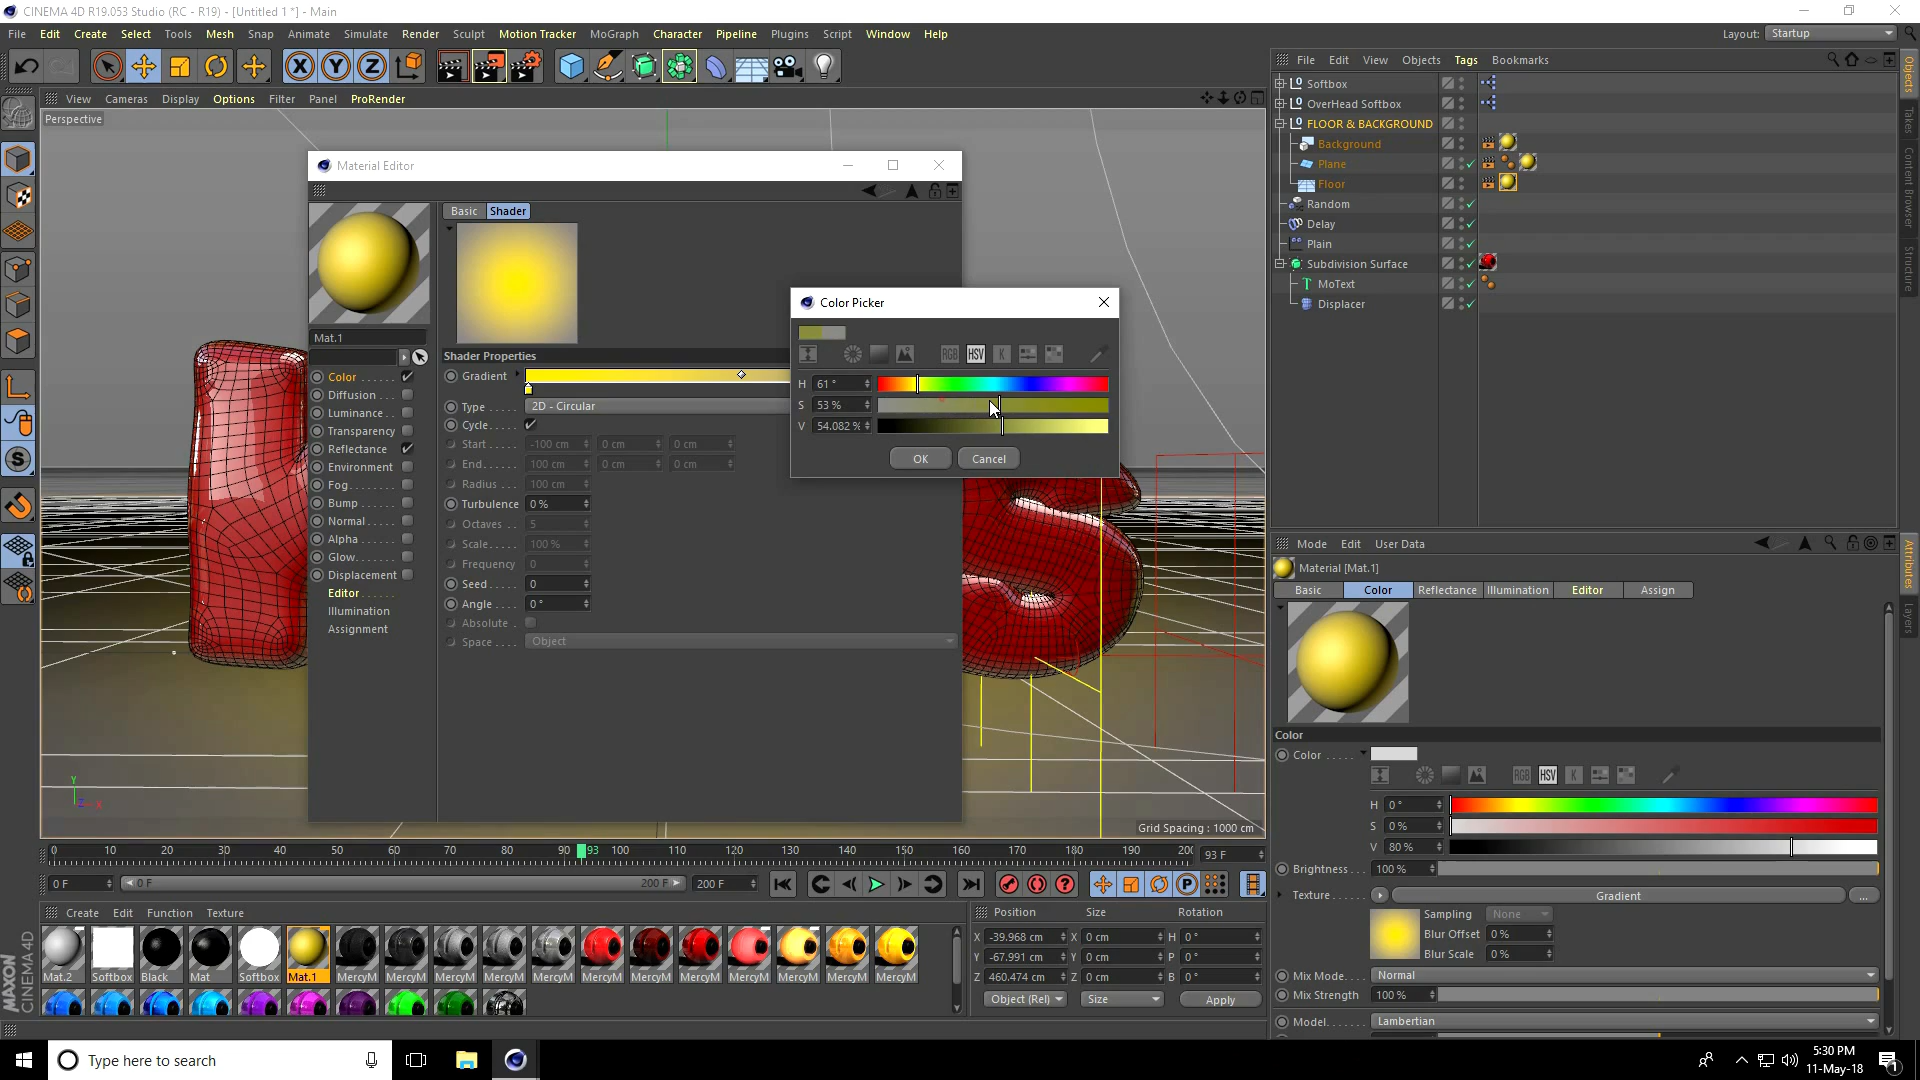 CINEMA 4D R19.053 Studio (RC - R19) - [Untitled 1 *] - Main
File Edit Create Select Tools Mesh Snap Animate Simulate Render Sculpt Motion Tracker MoGraph Character Pipeline Plugins Script Window Help
Layout: Startup
View Cameras Display Options Filter Panel ProRender
Perspective
File Edit View Objects Tags Bookmarks
Softbox
OverHead Softbox
FLOOR & BACKGROUND
Background
Plane
Floor
Random
Delay
Plain
Subdivision Surface
MoText
Displacer
Objects
Takes
Content Browser
Structure
Material Editor
Basic Shader
Mat.1
Color
Diffusion
Luminance
Transparency
Reflectance
Environment
Fog
Bump
Normal
Alpha
Glow
Displacement
Editor
Illumination
Assignment
Shader Properties
Gradient
Type 2D - Circular
Cycle
Start -100 cm 0 cm 0 cm
End 100 cm 0 cm 0 cm
Radius 100 cm
Turbulence 0 %
Octaves 5
Scale 100 %
Frequency 0
Seed 0
Angle 0 °
Absolute
Space Object
Color Picker
RGB HSV K
H 61 °
S 53 %
V 54.082 %
OK Cancel
Grid Spacing : 1000 cm
Mode Edit User Data
Material [Mat.1]
Basic Color Reflectance Illumination Editor Assign
Attributes
Layers
Color
Color
RGB HSV K
H 0 °
S 0 %
V 80 %
Brightness 100 %
Texture Gradient ...
Sampling None
Blur Offset 0 %
Blur Scale 0 %
Mix Mode Normal
Mix Strength 100 %
Model Lambertian
0 10 20 30 40 50 60 70 80 90 93 100 110 120 130 140 150 160 170 180 190 200
93 F
0 F 0 F 200 F 200 F
Create Edit Function Texture
Mat.2 Softbox Black Mat Softbox Mat.1 MercyM MercyM MercyM MercyM MercyM MercyM MercyM MercyM MercyM MercyM MercyM MercyM
Position Size Rotation
X -39.968 cm X 0 cm H 0 °
Y -67.991 cm Y 0 cm P 0 °
Z 460.474 cm Z 0 cm B 0 °
Object (Rel) Size Apply
MAXON
CINEMA 4D
Type here to search
5:30 PM
11-May-18
1